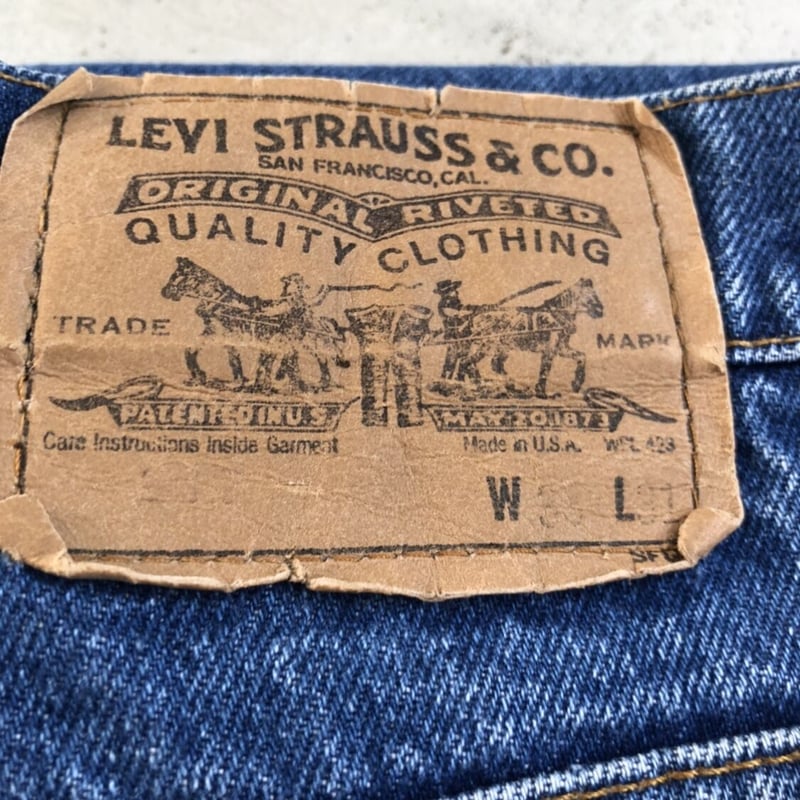 LEVI STRAUSS & CO.
SAN FRANCISCO, CAL.
ORIGINAL RIVETED
QUALITY CLOTHING
TRADE MARK
PATENTED IN U.S. MAY 20 1873
Care Instructions Inside Garment Made in U.S.A. WPL 423
W L